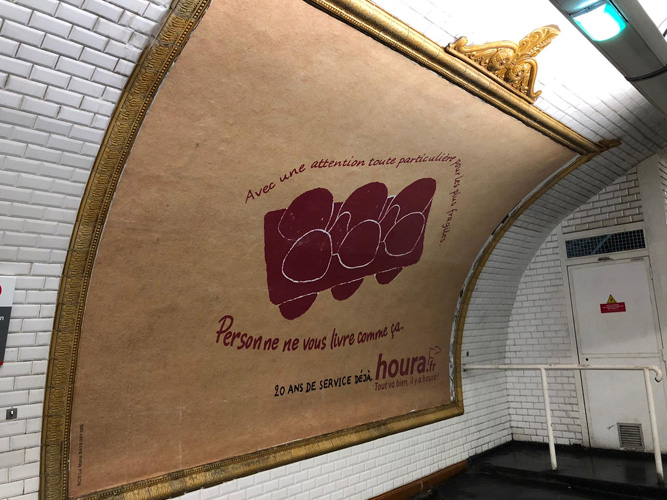 Avec une attention toute particulière,
pour les plus fragiles.
Personne ne vous livre comme ça.
20 ANS DE SERVICE DÉJÀ.
houra.fr
Tout va bien, il y a houra !